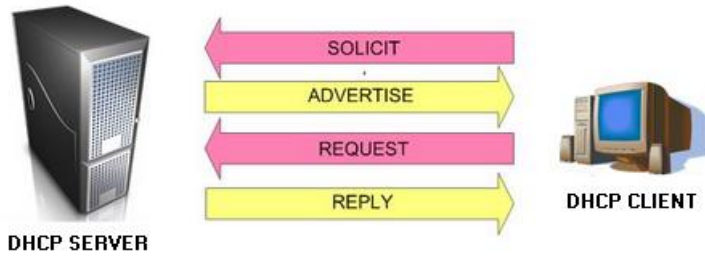 SOLICIT
ADVERTISE
REQUEST
REPLY
DHCP CLIENT
DHCP SERVER